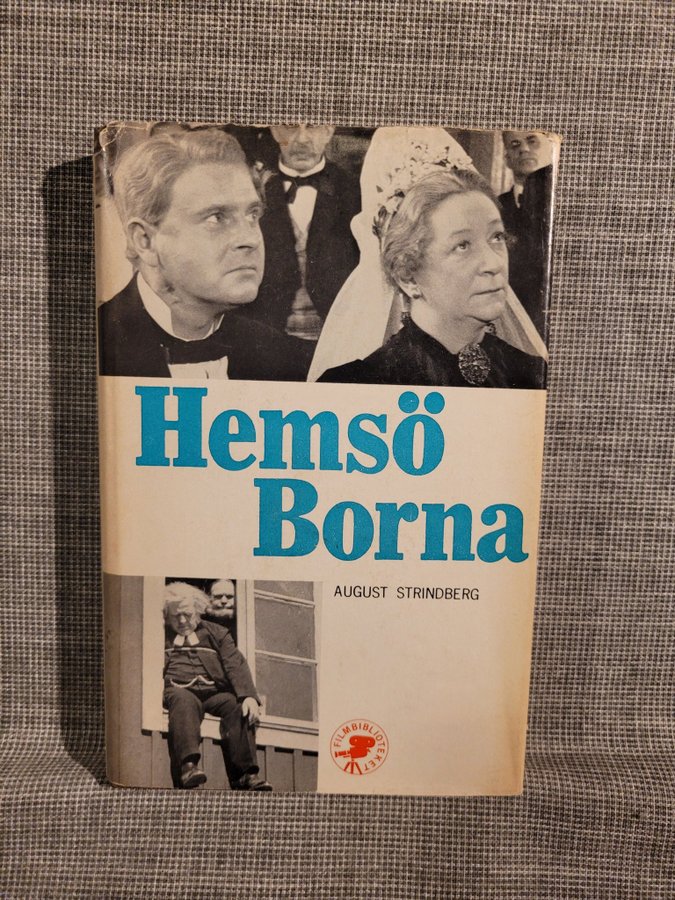 Hemsö
Borna
AUGUST STRINDBERG
FILMBIBLIOTEKET